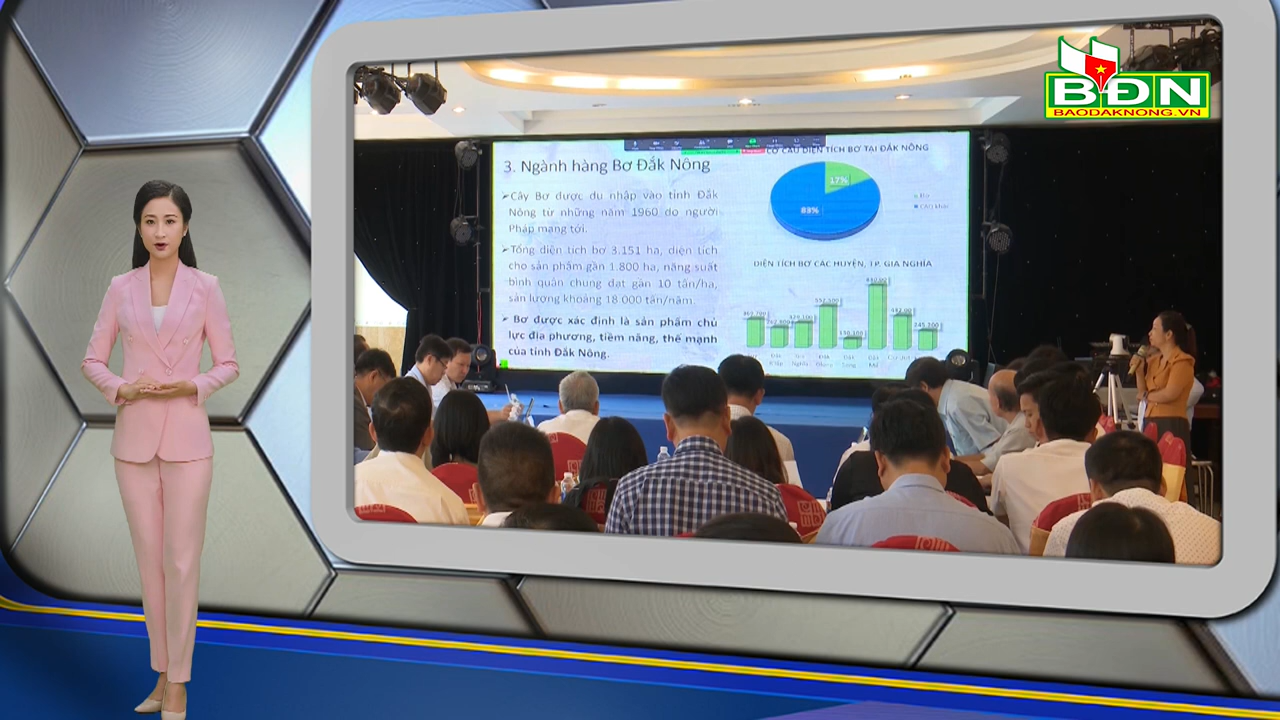 BĐN
BAODAKNONG.VN
3. Ngành hàng Bơ Đắk Nông
➢Cây Bơ được du nhập vào tỉnh Đắk
Nông từ những năm 1960 do người
Pháp mang tới.
➢Tổng diện tích bơ 3.151 ha, diện tích
cho sản phẩm gần 1.800 ha, năng suất
bình quân chung đạt gần 10 tấn/ha,
sản lượng khoảng 18.000 tấn/năm.
➢Bơ được xác định là sản phẩm chủ
lực địa phương, tiềm năng, thế mạnh
của tỉnh Đắk Nông.
CƠ CẤU DIỆN TÍCH BƠ TẠI ĐẮK NÔNG
17%
83%
DIỆN TÍCH BƠ CÁC HUYỆN, TP. GIA NGHĨA